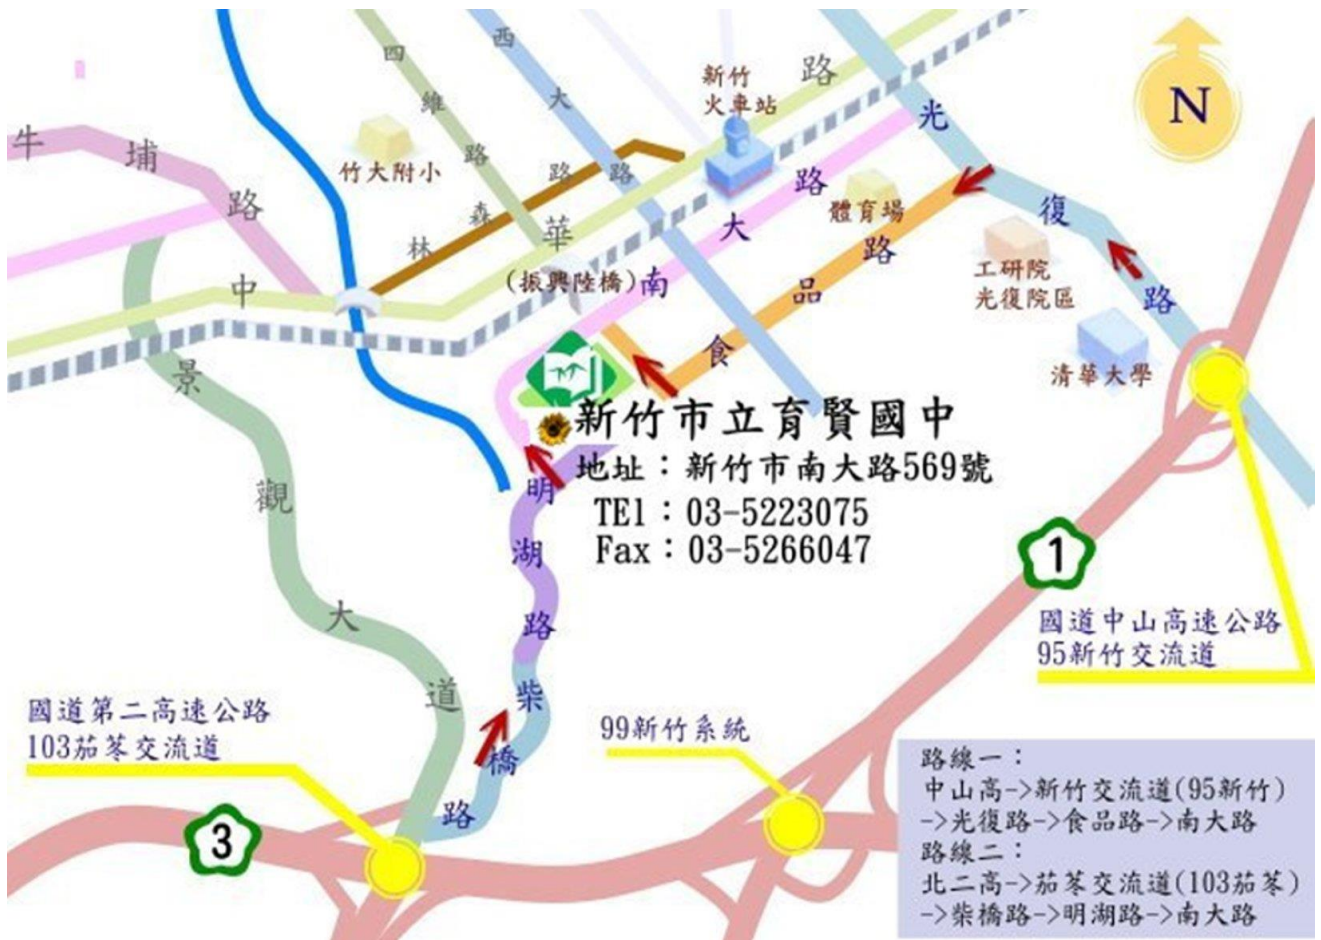 四維路
西大路
新竹
火車站
中華路
光復路
N
牛埔路
竹大附小
林森路
南大路
體育場
食品路
工研院
光復院區
(振興陸橋)
清華大學
景觀大道
新竹市立育賢國中
地址：新竹市南大路569號
TEl：03-5223075
Fax：03-5266047
明湖路
1
國道中山高速公路
95新竹交流道
柴橋路
國道第二高速公路
103茄苳交流道
99新竹系統
3
路線一：
中山高->新竹交流道(95新竹)
->光復路->食品路->南大路
路線二：
北二高->茄苳交流道(103茄苳)
->柴橋路->明湖路->南大路